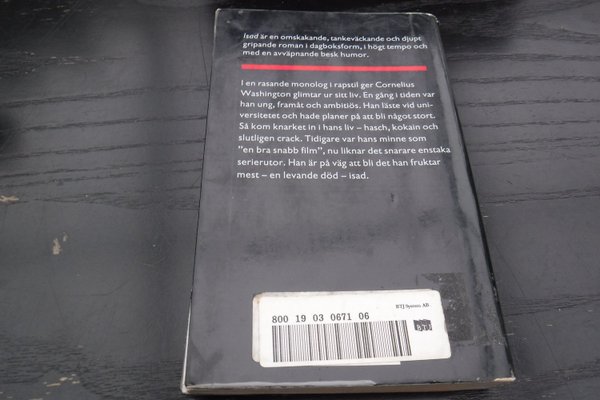 Isad är en omskakande, tankeväckande och djupt
gripande roman i dagboksform, i högt tempo och
med en avväpnande besk humor.
I en rasande monolog i rapstil ger Cornelius
Washington glimtar ur sitt liv. En gång i tiden var
han ung, framåt och ambitiös. Han läste vid uni-
versitetet och hade planer på att bli något stort.
Så kom knarket in i hans liv – hasch, kokain och
slutligen crack. Tidigare var hans minne som
"en bra snabb film", nu liknar det snarare enstaka
serierutor. Han är på väg att bli det han fruktar
mest – en levande död – isad.
BTJ System AB
800 19 03 0671 06
BTJ